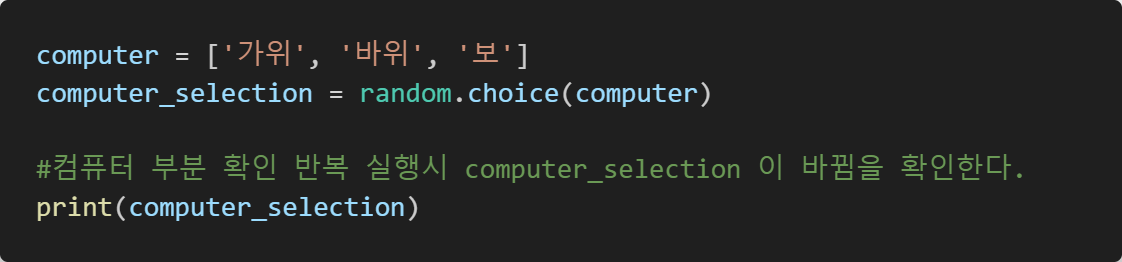 computer = ['가위', '바위', '보']
computer_selection = random.choice(computer)
#컴퓨터 부분 확인 반복 실행시 computer_selection 이 바뀜을 확인한다.
print(computer_selection)